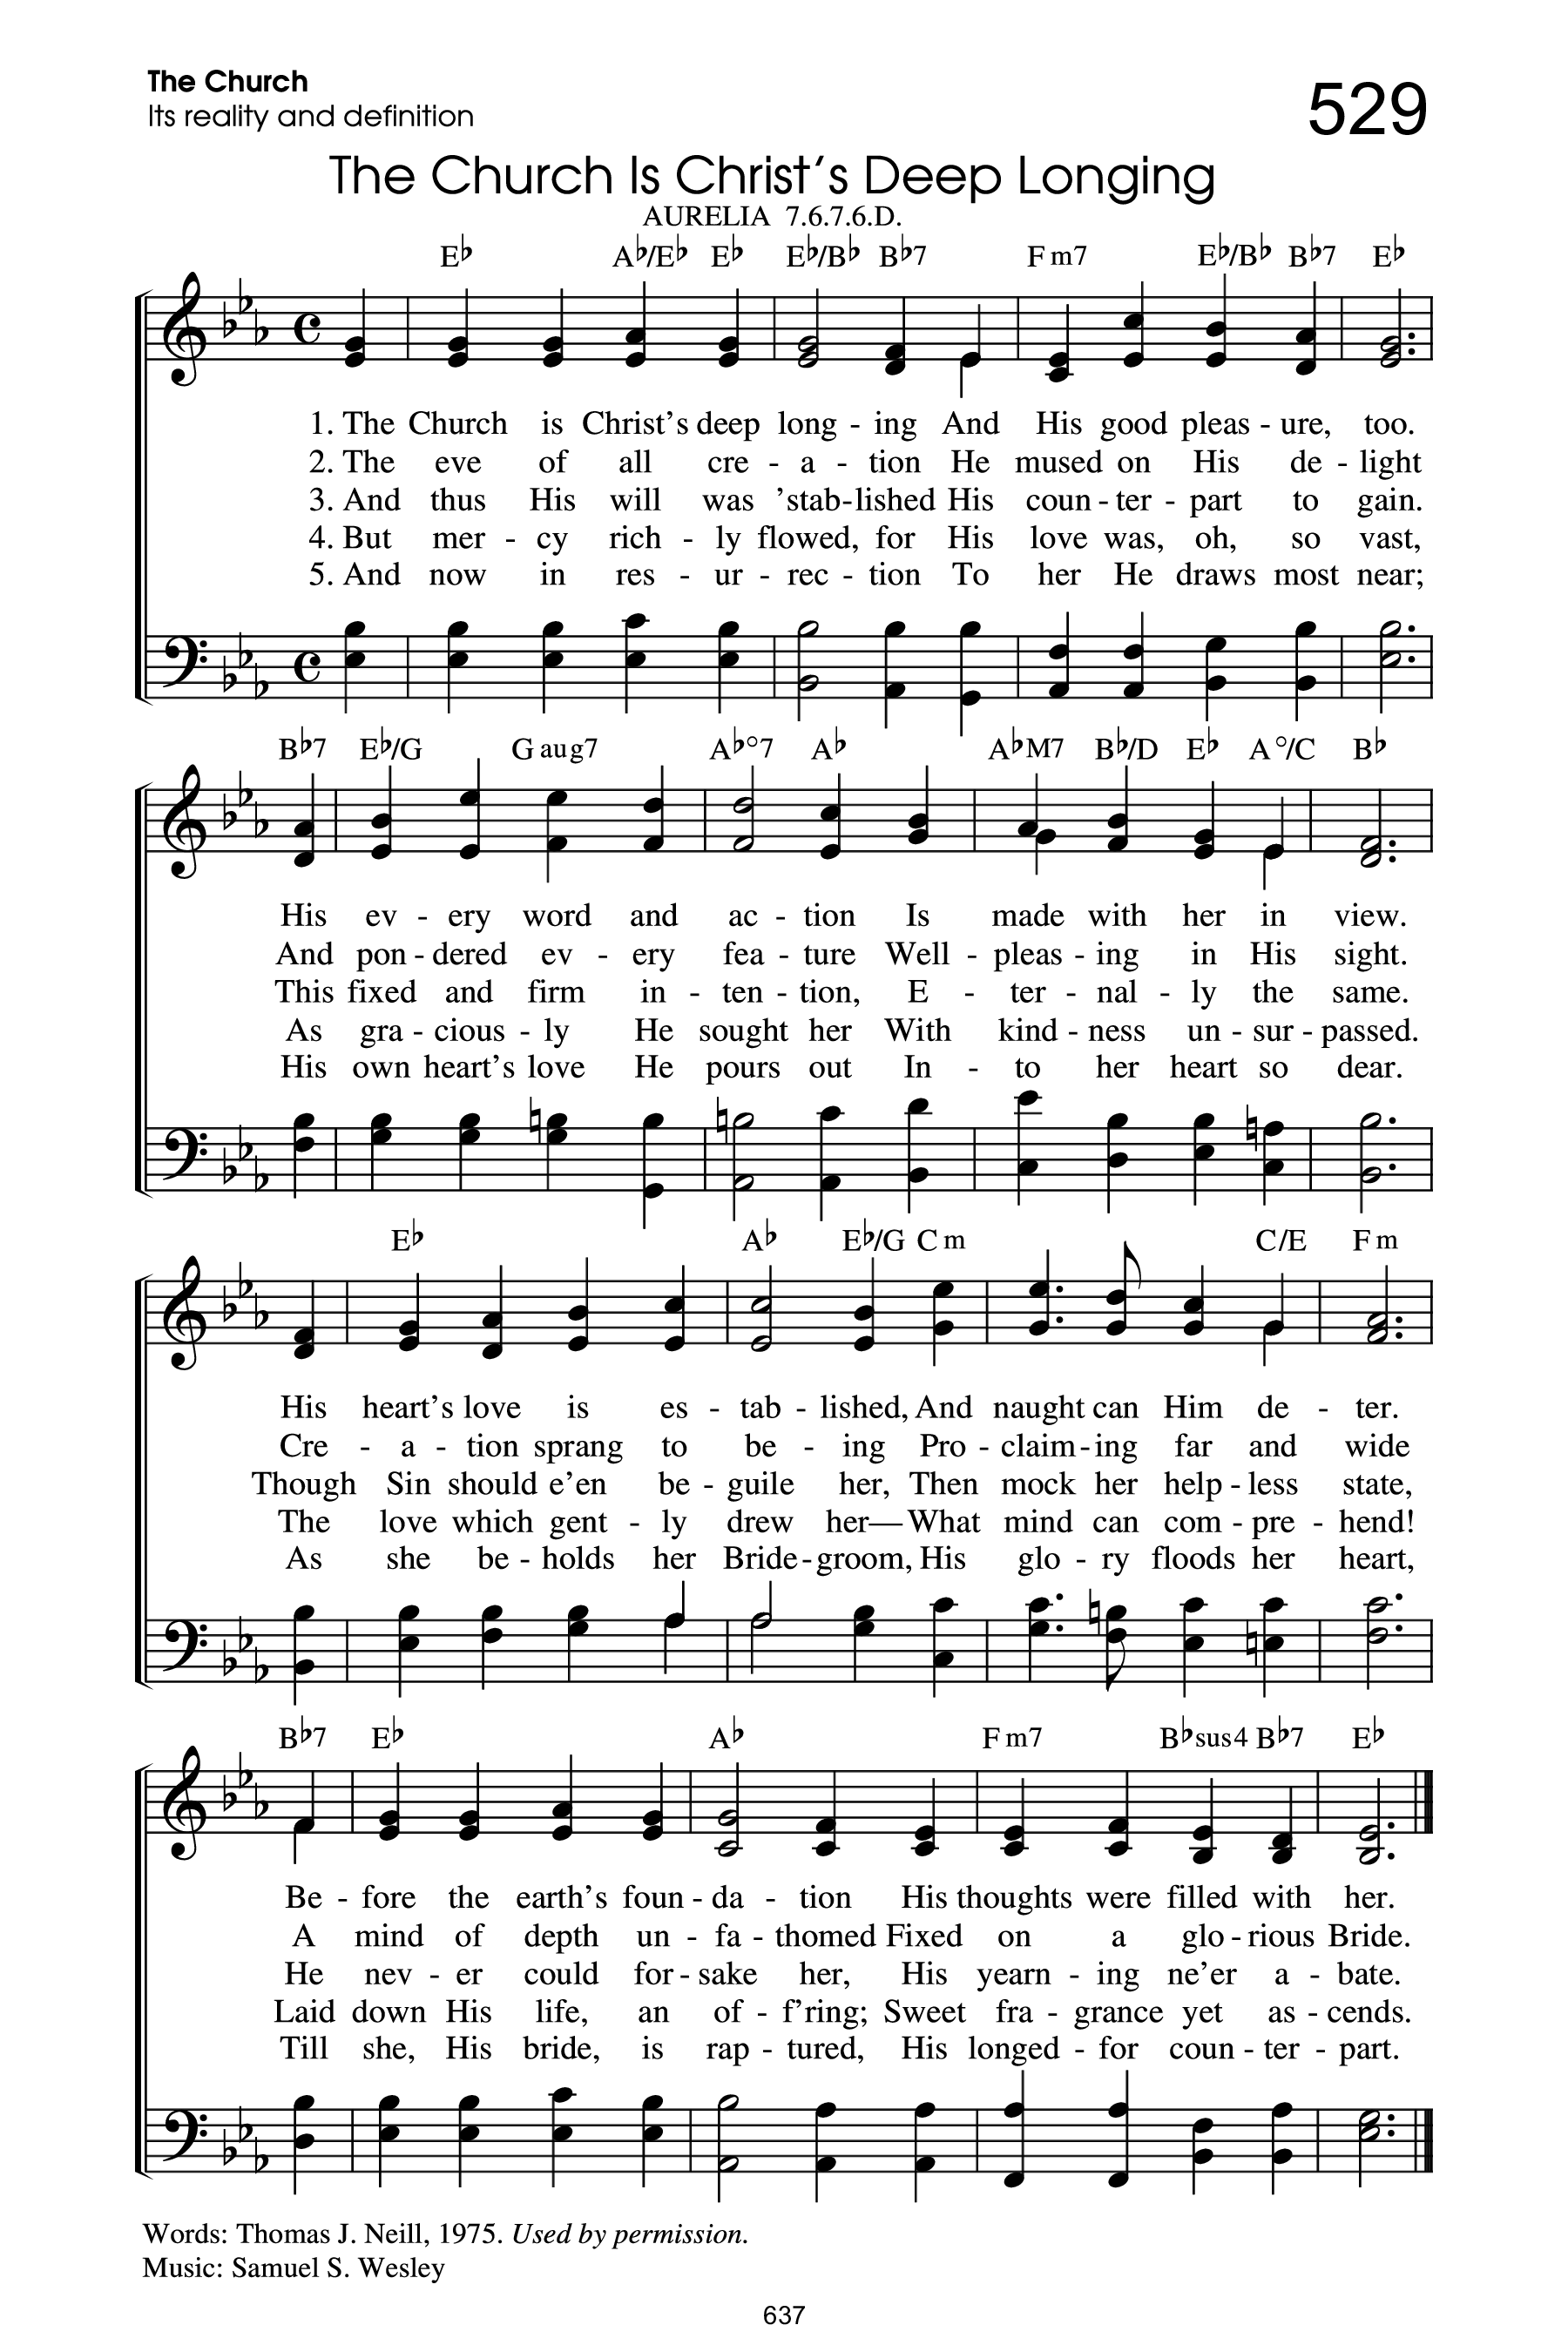 The Church
529
Its reality and definition
The Church Is Christ's Deep Longing
AURELIA 7.6.7.6.D.
E♭ A♭/E♭ E♭ E♭/B♭ B♭7 F m7 E♭/B♭ B♭7 E♭
1. The Church is Christ's deep long - ing And His good pleas - ure, too.
2. The eve of all cre - a - tion He mused on His de - light
3. And thus His will was 'stab - lished His coun - ter - part to gain.
4. But mer - cy rich - ly flowed, for His love was, oh, so vast,
5. And now in res - ur - rec - tion To her He draws most near;
B♭7 E♭/G G aug7 A♭°7 A♭ A♭M7 B♭/D E♭ A°/C B♭
His ev - ery word and ac - tion Is made with her in view.
And pon - dered ev - ery fea - ture Well - pleas - ing in His sight.
This fixed and firm in - ten - tion, E - ter - nal - ly the same.
As gra - cious - ly He sought her With kind - ness un - sur - passed.
His own heart's love He pours out In - to her heart so dear.
E♭ A♭ E♭/G C m C/E F m
His heart's love is es - tab - lished, And naught can Him de - ter.
Cre - a - tion sprang to be - ing Pro - claim - ing far and wide
Though Sin should e'en be - guile her, Then mock her help - less state,
The love which gent - ly drew her— What mind can com - pre - hend!
As she be - holds her Bride - groom, His glo - ry floods her heart,
B♭7 E♭ A♭ F m7 B♭sus4 B♭7 E♭
Be - fore the earth's foun - da - tion His thoughts were filled with her.
A mind of depth un - fa - thomed Fixed on a glo - rious Bride.
He nev - er could for - sake her, His yearn - ing ne'er a - bate.
Laid down His life, an of - f'ring; Sweet fra - grance yet as - cends.
Till she, His bride, is rap - tured, His longed - for coun - ter - part.
Words: Thomas J. Neill, 1975. Used by permission.
Music: Samuel S. Wesley
637